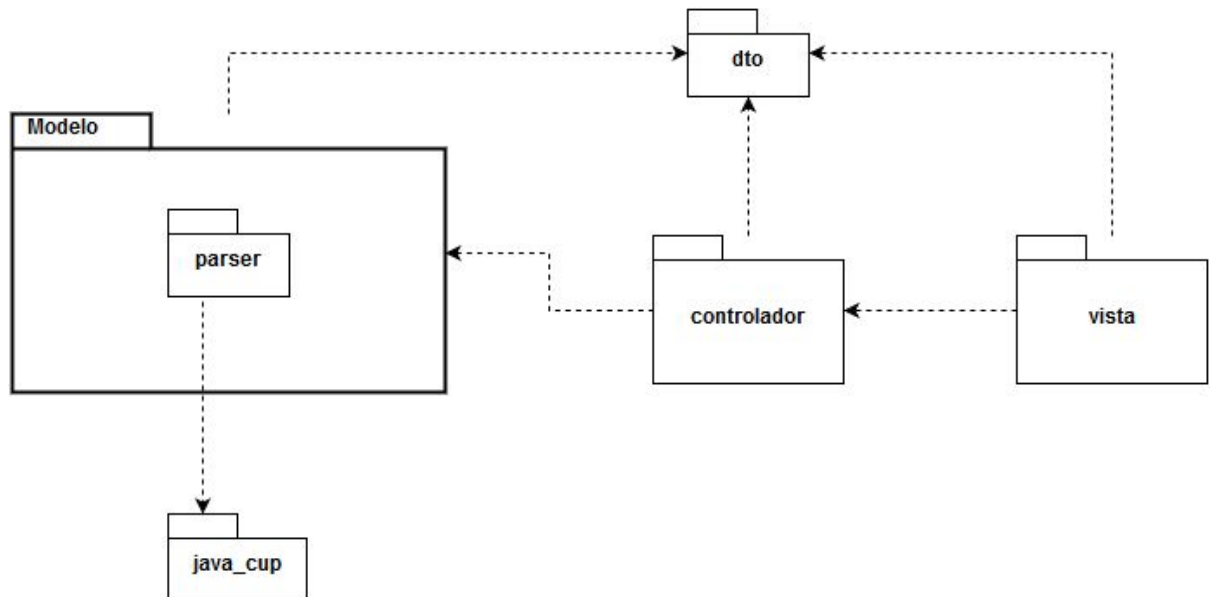 dto
Modelo
parser
controlador
vista
java_cup